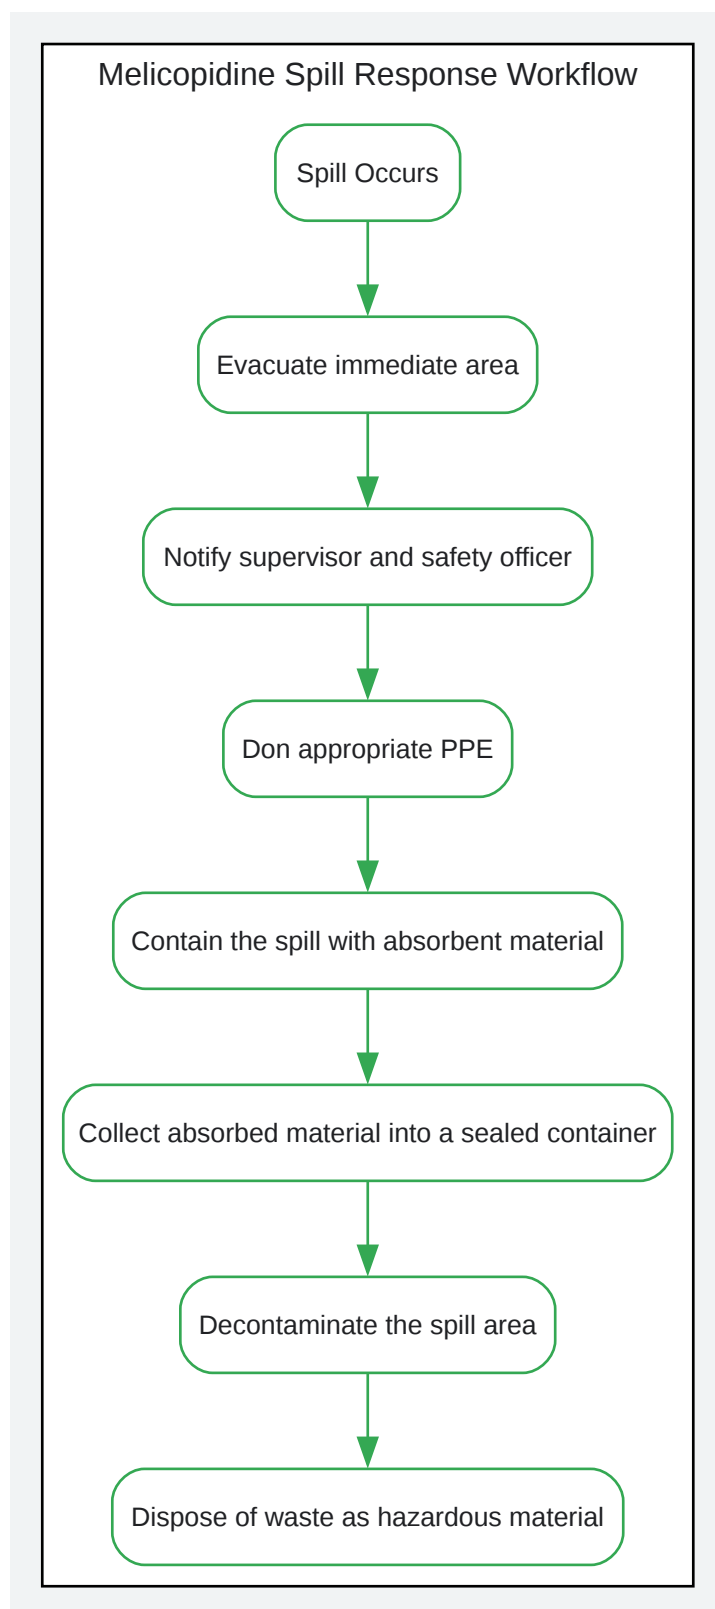 Melicopidine Spill Response Workflow
Spill Occurs
Evacuate immediate area
Notify supervisor and safety officer
Don appropriate PPE
Contain the spill with absorbent material
Collect absorbed material into a sealed container
Decontaminate the spill area
Dispose of waste as hazardous material